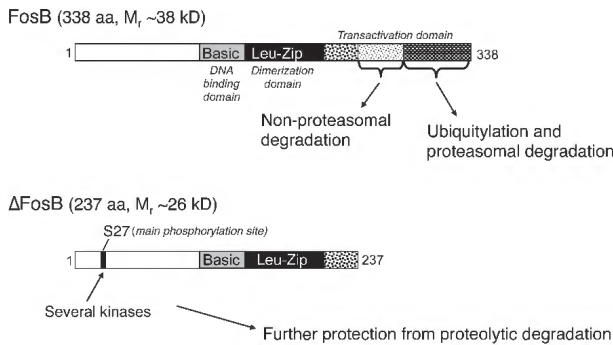 FosB (338 aa, Mr ~38 kD)
Transactivation domain
1 Basic Leu-Zip 338
DNA binding domain
Dimerization domain
Non-proteasomal degradation
Ubiquitylation and proteasomal degradation
ΔFosB (237 aa, Mr ~26 kD)
S27 (main phosphorylation site)
1 Basic Leu-Zip 237
Several kinases
Further protection from proteolytic degradation